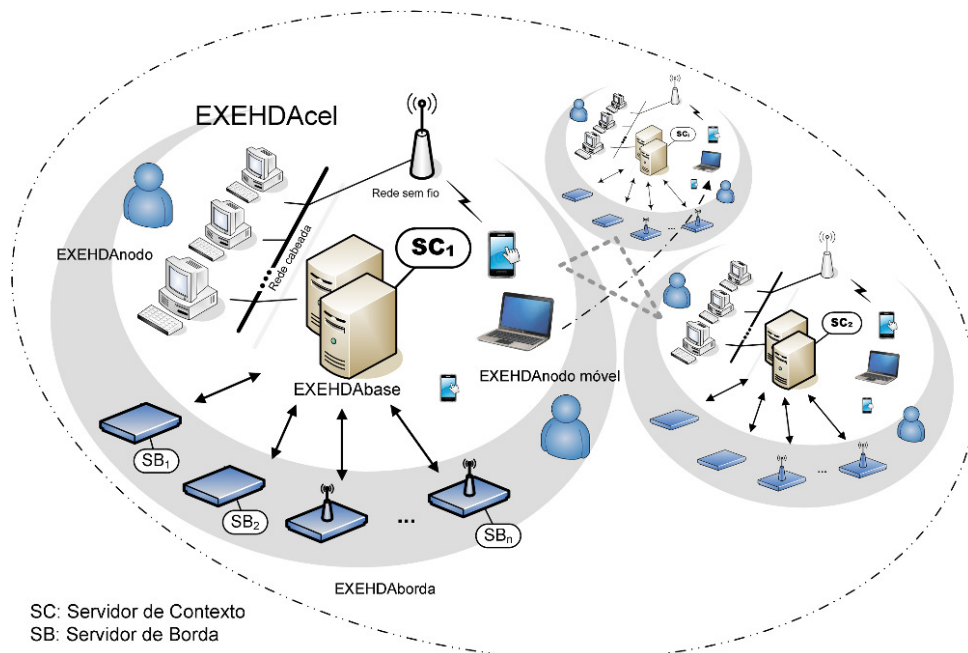 EXEHDAcel
Rede sem fio
EXEHDAnodo
Rede cabeada
SC₁
EXEHDAbase
EXEHDAnodo móvel
SB₁
SB₂
...
SBₙ
EXEHDAborda
...
SC₂
...
SC: Servidor de Contexto
SB: Servidor de Borda